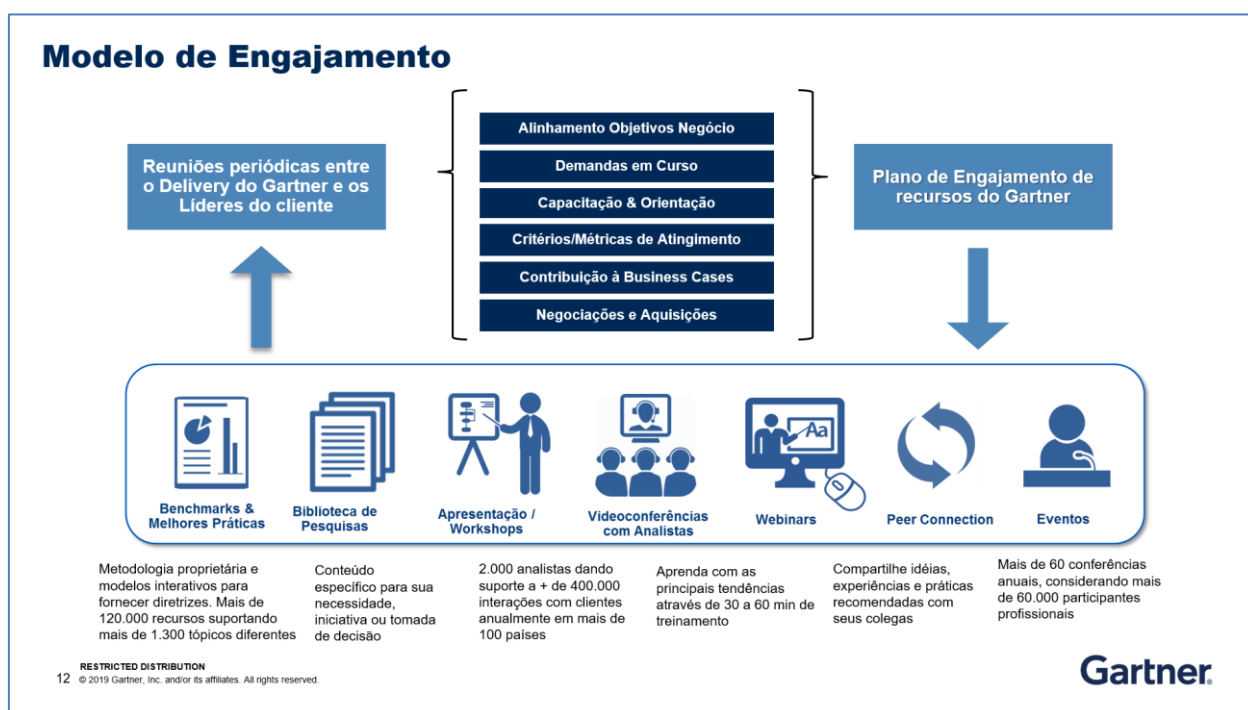 Modelo de Engajamento
Reuniões periódicas entre
o Delivery do Gartner e os
Líderes do cliente
Alinhamento Objetivos Negócio
Demandas em Curso
Capacitação & Orientação
Critérios/Métricas de Atingimento
Contribuição à Business Cases
Negociações e Aquisições
Plano de Engajamento de
recursos do Gartner
Benchmarks &
Melhores Práticas
Biblioteca de
Pesquisas
Apresentação /
Workshops
Videoconferências
com Analistas
Aa
Webinars
Peer Connection
Eventos
Metodologia proprietária e
modelos interativos para
fornecer diretrizes. Mais de
120.000 recursos suportando
mais de 1.300 tópicos diferentes
Conteúdo
específico para sua
necessidade,
iniciativa ou tomada
de decisão
2.000 analistas dando
suporte a + de 400.000
interações com clientes
anualmente em mais de
100 países
Aprenda com as
principais tendências
através de 30 a 60 min de
treinamento
Compartilhe idéias,
experiências e práticas
recomendadas com
seus colegas
Mais de 60 conferências
anuais, considerando mais
de 60.000 participantes
profissionais
RESTRICTED DISTRIBUTION
12 © 2019 Gartner, Inc. and/or its affiliates. All rights reserved.
Gartner.